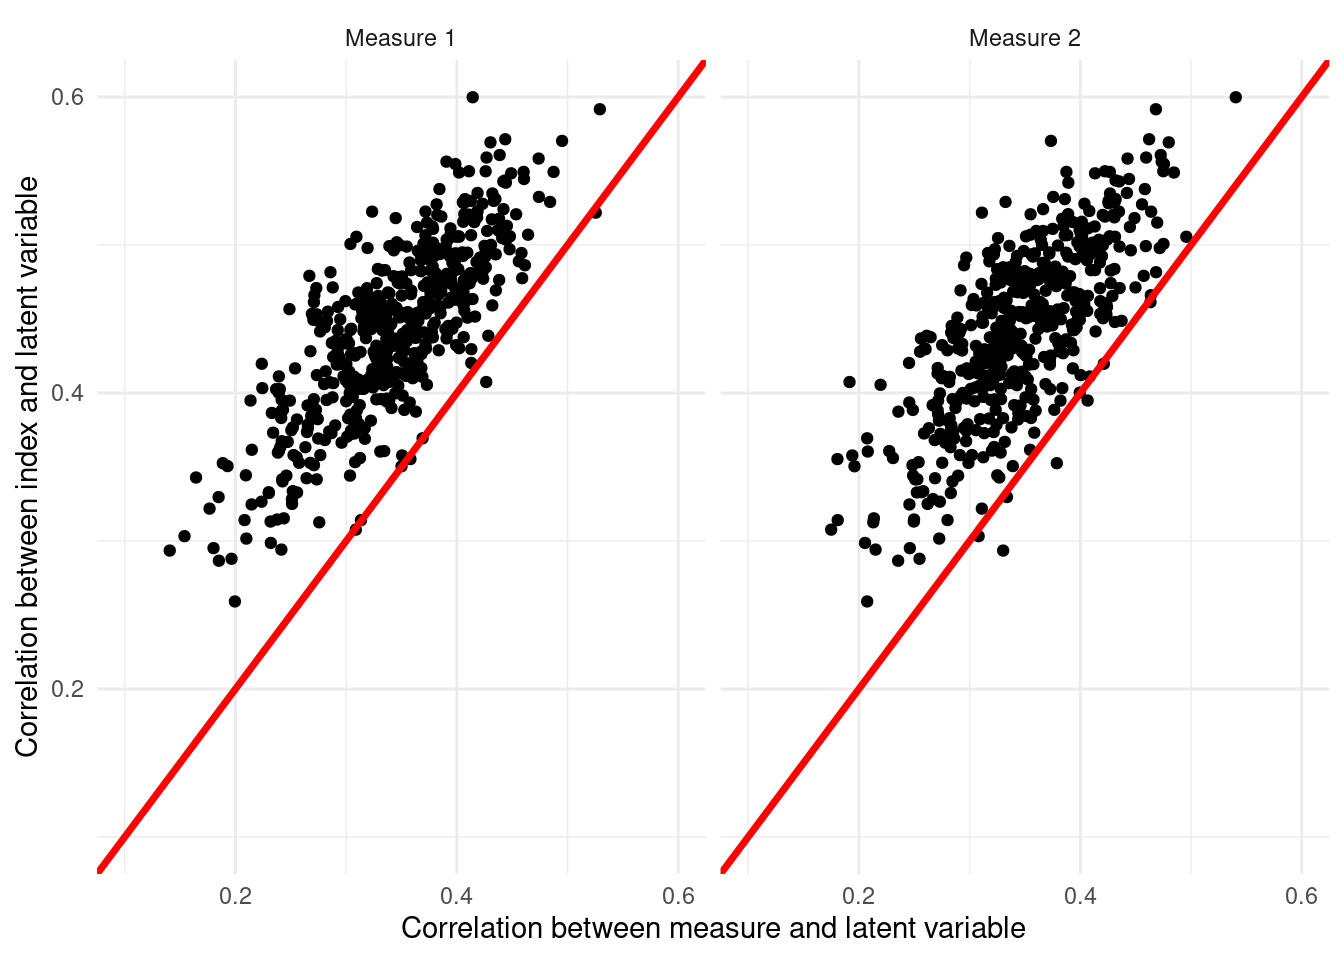 Measure 1
Measure 2
Correlation between index and latent variable
0.6
0.4
0.2
0.2
0.4
0.6
0.2
0.4
0.6
Correlation between measure and latent variable